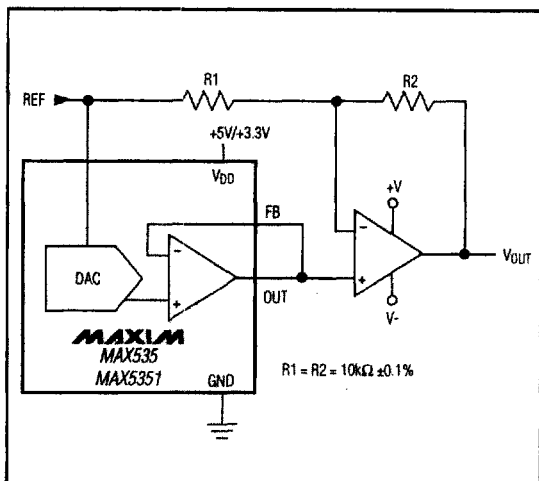 R1
R2
REF
+5V/+3.3V
VDD
FB
+V
DAC
-
+
OUT
-
+
VOUT
V-
MAXIM
MAX535
MAX5351
GND
R1 = R2 = 10kΩ ±0.1%